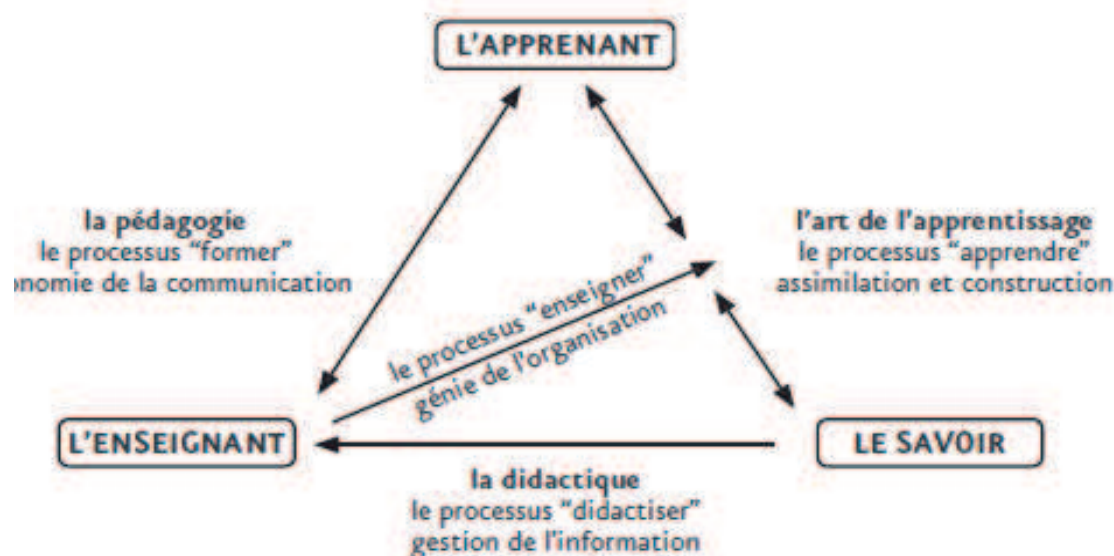 L'APPRENANT
la pédagogie
le processus “former”
onomie de la communication
l'art de l'apprentissage
le processus “apprendre”
assimilation et construction
le processus “enseigner”
génie de l'organisation
L'ENSEIGNANT
LE SAVOIR
la didactique
le processus “didactiser”
gestion de l'information